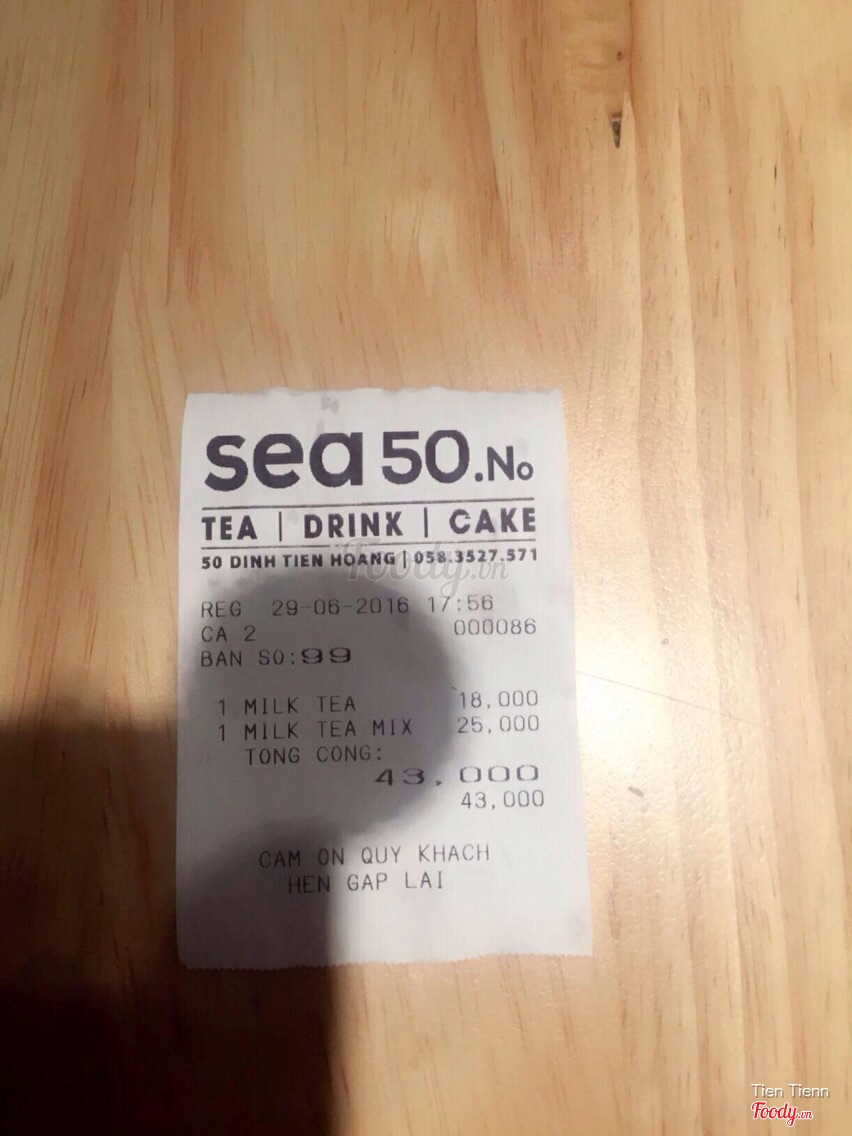 sea 50.No
TEA | DRINK | CAKE
50 DINH TIEN HOANG | 058.3527.571
REG 29-06-2016 17:56
CA 2 000086
BAN SO:99
1 MILK TEA 18,000
1 MILK TEA MIX 25,000
TONG CONG:
43,000
43,000
CAM ON QUY KHACH
HEN GAP LAI
Foody.vn
Tien Tienn
Foody.vn